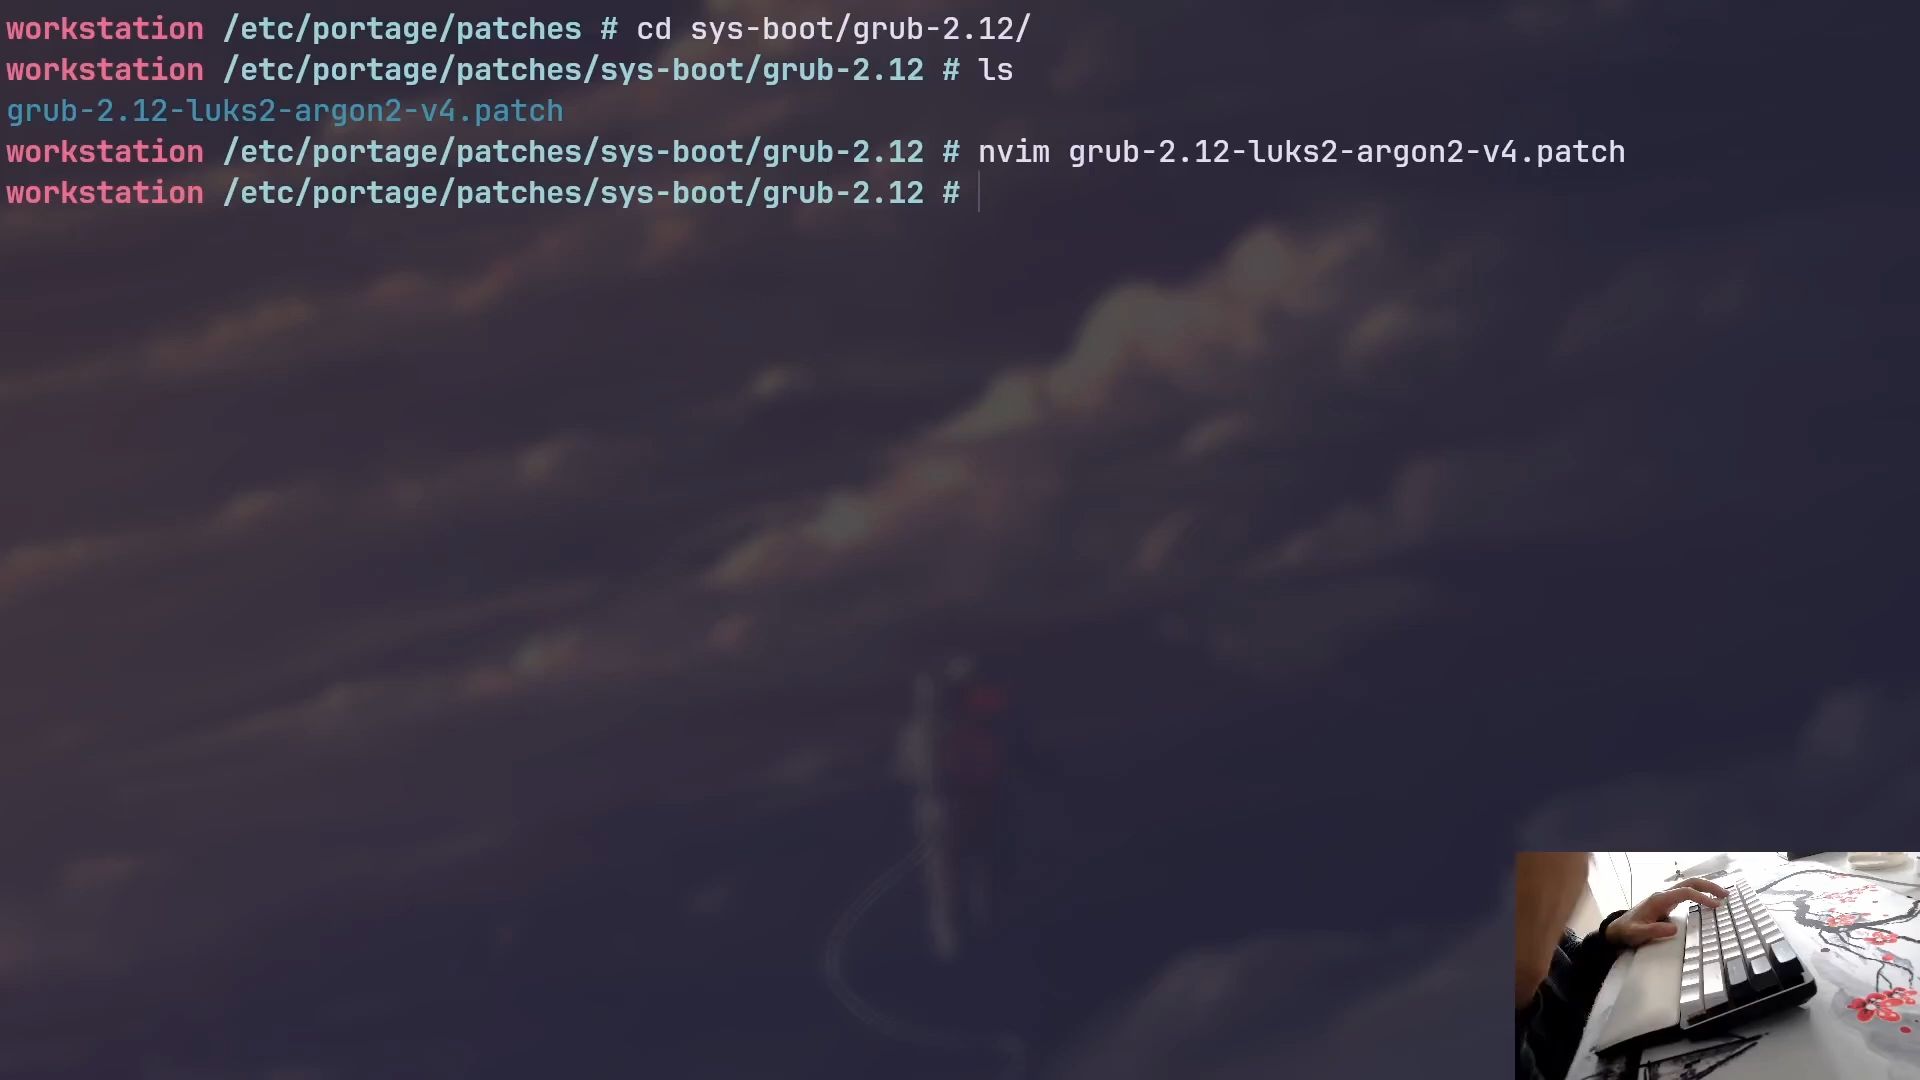 workstation /etc/portage/patches # cd sys-boot/grub-2.12/
workstation /etc/portage/patches/sys-boot/grub-2.12 # ls
grub-2.12-luks2-argon2-v4.patch
workstation /etc/portage/patches/sys-boot/grub-2.12 # nvim grub-2.12-luks2-argon2-v4.patch
workstation /etc/portage/patches/sys-boot/grub-2.12 #